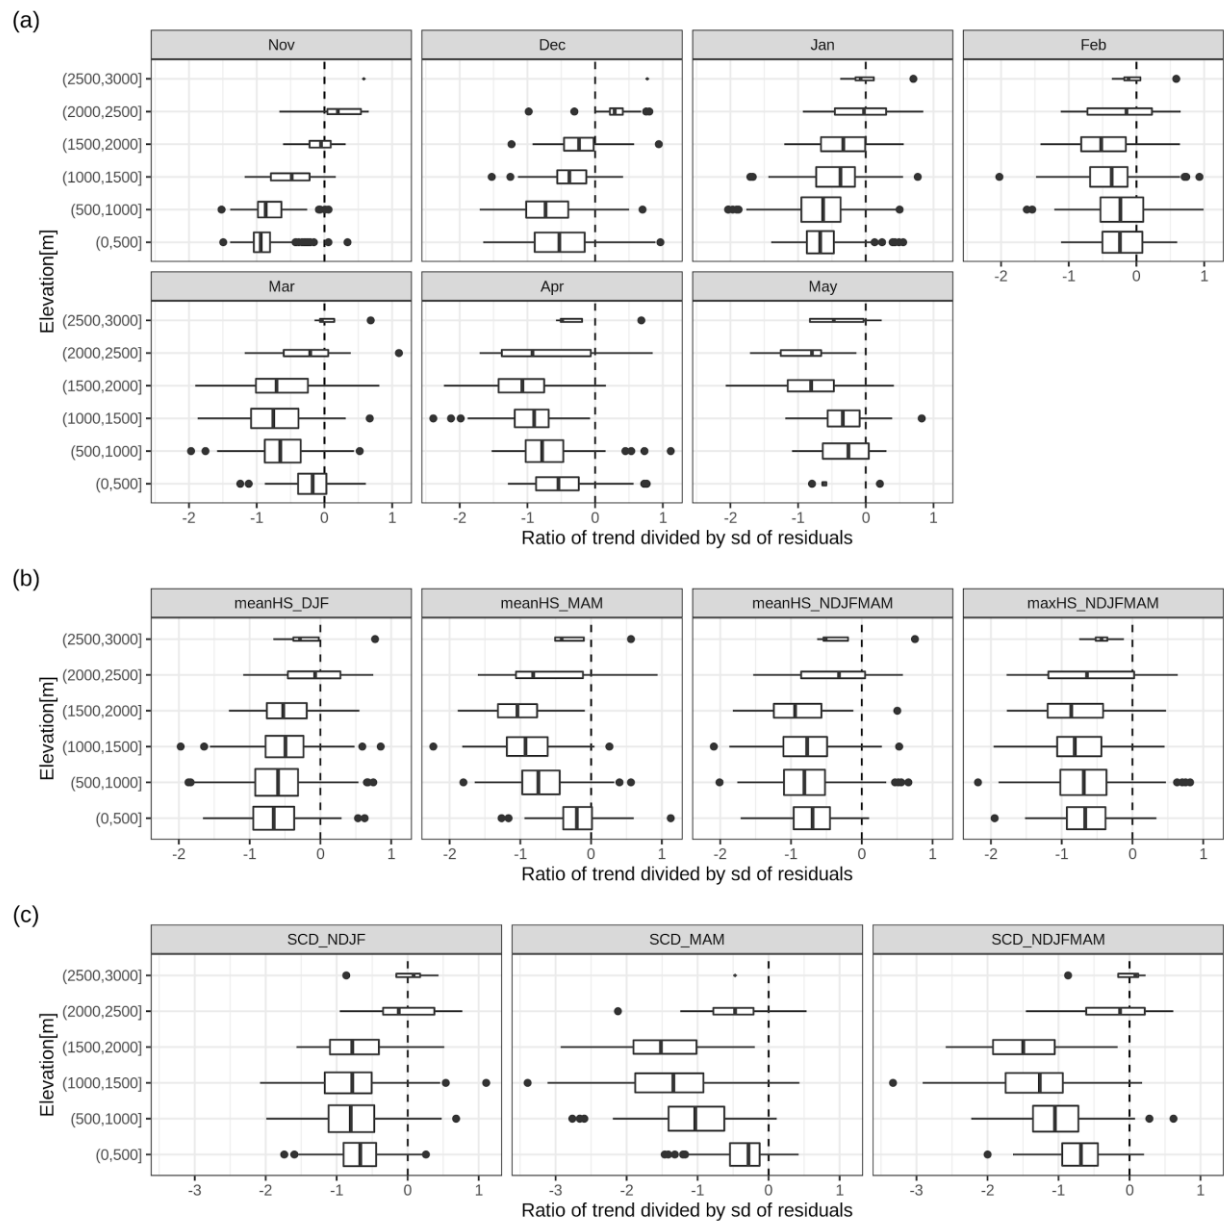 (a)
Nov Dec Jan Feb
(2500,3000]
(2000,2500]
(1500,2000]
(1000,1500]
(500,1000]
(0,500]
-2 -1 0 1
Mar Apr May
(2500,3000]
(2000,2500]
(1500,2000]
(1000,1500]
(500,1000]
(0,500]
-2 -1 0 1 -2 -1 0 1 -2 -1 0 1
Elevation[m]
Ratio of trend divided by sd of residuals
(b)
meanHS_DJF meanHS_MAM meanHS_NDJFMAM maxHS_NDJFMAM
(2500,3000]
(2000,2500]
(1500,2000]
(1000,1500]
(500,1000]
(0,500]
-2 -1 0 1 -2 -1 0 1 -2 -1 0 1 -2 -1 0 1
Elevation[m]
Ratio of trend divided by sd of residuals
(c)
SCD_NDJF SCD_MAM SCD_NDJFMAM
(2500,3000]
(2000,2500]
(1500,2000]
(1000,1500]
(500,1000]
(0,500]
-3 -2 -1 0 1 -3 -2 -1 0 1 -3 -2 -1 0 1
Elevation[m]
Ratio of trend divided by sd of residuals